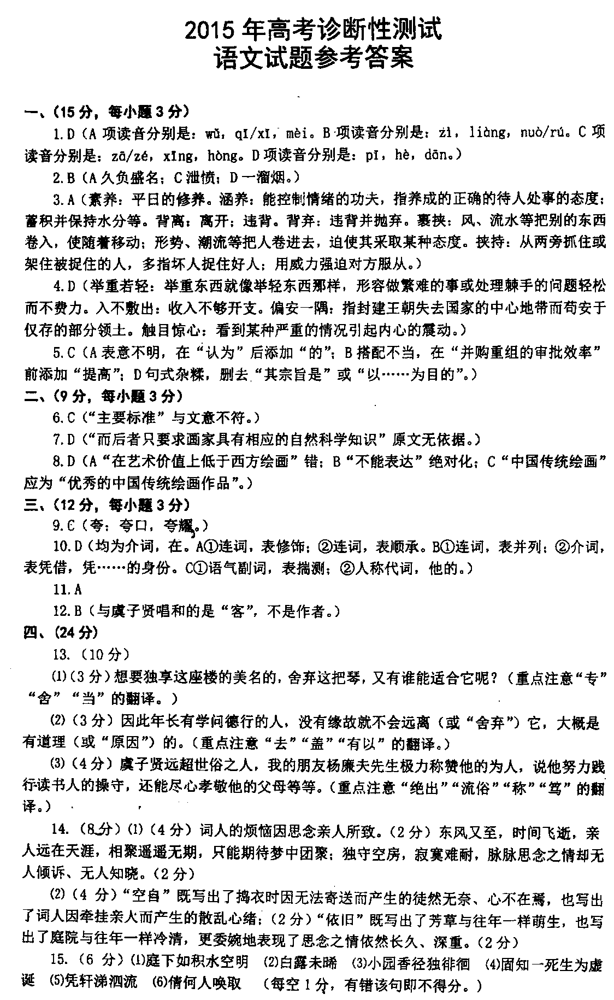 2015 年高考诊断性测试
语文试题参考答案
一、（15 分，每小题 3 分）
1. D（A 项读音分别是：wǔ，qī/xī，mèi。B 项读音分别是：zì，liàng，nuò/rú。C 项
读音分别是：zā/zé，xīng，hòng。D 项读音分别是：pī，hè，dān。）
2. B（A 久负盛名；C 泄愤；D 一溜烟。）
3. A（素养：平日的修养。涵养：能控制情绪的功夫，指养成的正确的待人处事的态度；
蓄积并保持水分等。背离：离开；违背。背弃：违背并抛弃。裹挟：风、流水等把别的东西
卷入，使随着移动；形势、潮流等把人卷进去，迫使其采取某种态度。挟持：从两旁抓住或
架住被捉住的人，多指坏人捉住好人；用威力强迫对方服从。）
4. D（举重若轻：举重东西就像举轻东西那样，形容做繁难的事或处理棘手的问题轻松
而不费力。入不敷出：收入不够开支。偏安一隅：指封建王朝失去国家的中心地带而苟安于
仅存的部分领土。触目惊心：看到某种严重的情况引起内心的震动。）
5. C（A 表意不明，在“认为”后添加“的”；B 搭配不当，在“并购重组的审批效率”
前添加“提高”；D 句式杂糅，删去“其宗旨是”或“以……为目的”。）
二、（9 分，每小题 3 分）
6. C（“主要标准”与文意不符。）
7. D（“而后者只要求画家具有相应的自然科学知识”原文无依据。）
8. D（A“在艺术价值上低于西方绘画”错；B“不能表达”绝对化；C“中国传统绘画”
应为“优秀的中国传统绘画作品”。）
三、（12 分，每小题 3 分）
9. C（夸：夸口，夸耀。）
10. D（均为介词，在。A①连词，表修饰；②连词，表顺承。B①连词，表并列；②介词，
表凭借，凭……的身份。C①语气副词，表揣测；②人称代词，他的。）
11. A
12. B（与虞子贤唱和的是“客”，不是作者。）
四、（24 分）
13. （10 分）
⑴（3 分）想要独享这座楼的美名的，舍弃这把琴，又有谁能适合它呢？（重点注意“专”
“舍”“当”的翻译。）
⑵（3 分）因此年长有学问德行的人，没有缘故就不会远离（或“舍弃”）它，大概是
有道理（或“原因”）的。（重点注意“去”“盖”“有以”的翻译。）
⑶（4 分）虞子贤远超世俗之人，我的朋友杨廉夫先生极力称赞他的为人，说他努力践
行读书人的操守，还能尽心孝敬他的父母等等。（重点注意“绝出”“流俗”“称”“笃”的翻
译。）
14. （8 分）⑴（4 分）词人的烦恼因思念亲人所致。（2 分）东风又至，时间飞逝，亲
人远在天涯，相聚遥遥无期，只能期待梦中团聚；独守空房，寂寞难耐，脉脉思念之情却无
人倾诉、无人知晓。（2 分）
⑵（4 分）“空自”既写出了捣衣时因无法寄送而产生的徒然无奈、心不在焉，也写出
了词人因牵挂亲人而产生的散乱心绪；（2 分）“依旧”既写出了芳草与往年一样萌生，也写
出了庭院与往年一样冷清，更委婉地表现了思念之情依然长久、深重。（2 分）
15. （6 分）⑴庭下如积水空明 ⑵白露未晞 ⑶小园香径独徘徊 ⑷固知一死生为虚
诞 ⑸凭轩涕泗流 ⑹倩何人唤取 （每空 1 分，有错该句即不得分。）